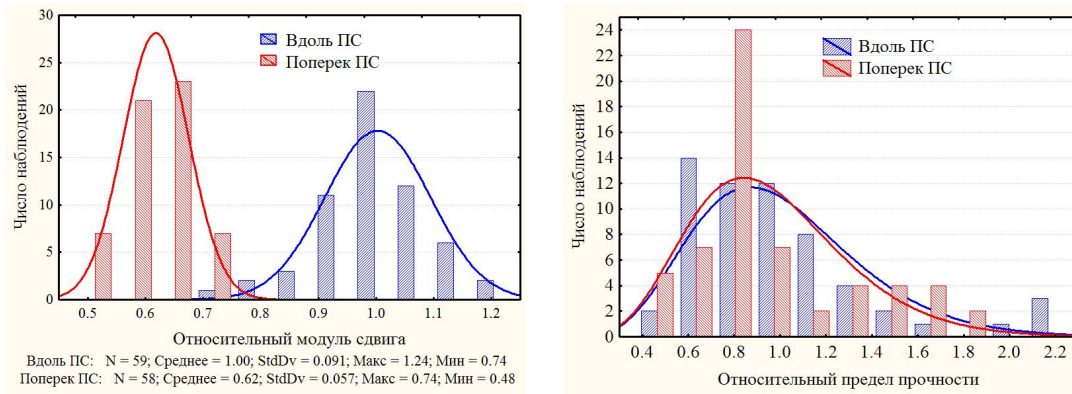 30
25
20
15
10
5
0
Число наблюдений
Вдоль ПС
Поперек ПС
0.5 0.6 0.7 0.8 0.9 1.0 1.1 1.2
Относительный модуль сдвига
Вдоль ПС: N = 59; Среднее = 1.00; StdDv = 0.091; Макс = 1.24; Мин = 0.74
Поперек ПС: N = 58; Среднее = 0.62; StdDv = 0.057; Макс = 0.74; Мин = 0.48
24
22
20
18
16
14
12
10
8
6
4
2
0
Число наблюдений
Вдоль ПС
Поперек ПС
0.4 0.6 0.8 1.0 1.2 1.4 1.6 1.8 2.0 2.2
Относительный предел прочности